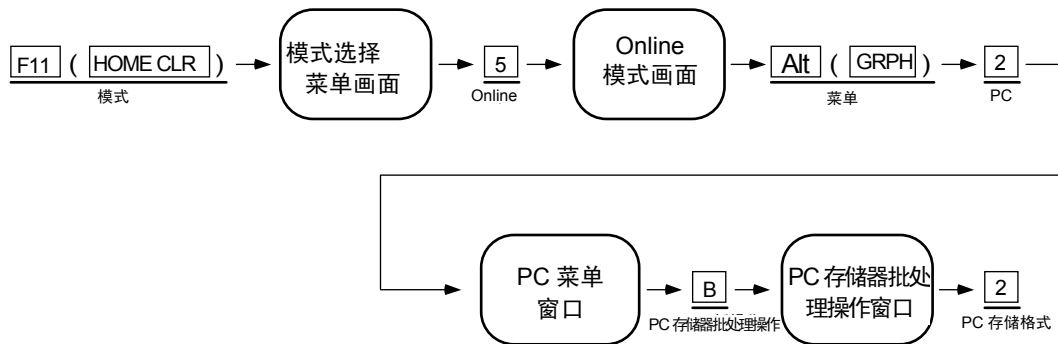 F11 ( HOME CLR )
模式
模式选择
菜单画面
5
Online
Online
模式画面
Alt ( GRPH )
菜单
2
PC
PC 菜单
窗口
B
PC 存储器批处理操作
PC 存储器批处
理操作窗口
2
PC 存储格式